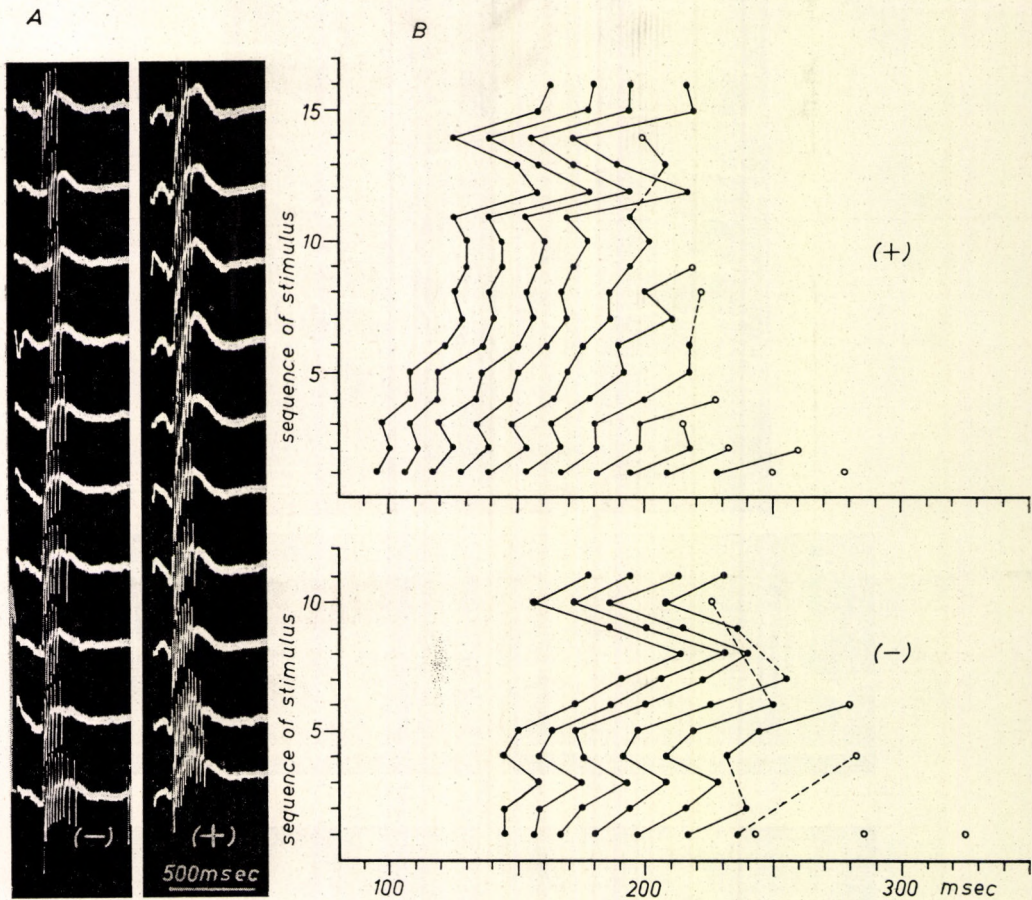 A
B
15
10
5
sequence of stimulus
(+)
10
5
sequence of stimulus
(-)
(-)
(+)
500msec
100
200
300
msec